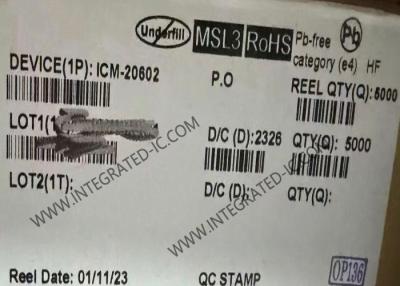 Underfill MSL3 RoHS Pb-free Pb
category (e4) HF
DEVICE(1P): ICM-20602 P.O REEL QTY(Q):5000
LOT1(1 D/C (D):2326 QTY(Q): 5000
LOT2(1T): D/C (D): QTY(Q):
Reel Date: 01/11/23 QC STAMP OP136
WWW.INTEGRATED-IC.COM
WWW.INTEGRATED-IC.COM